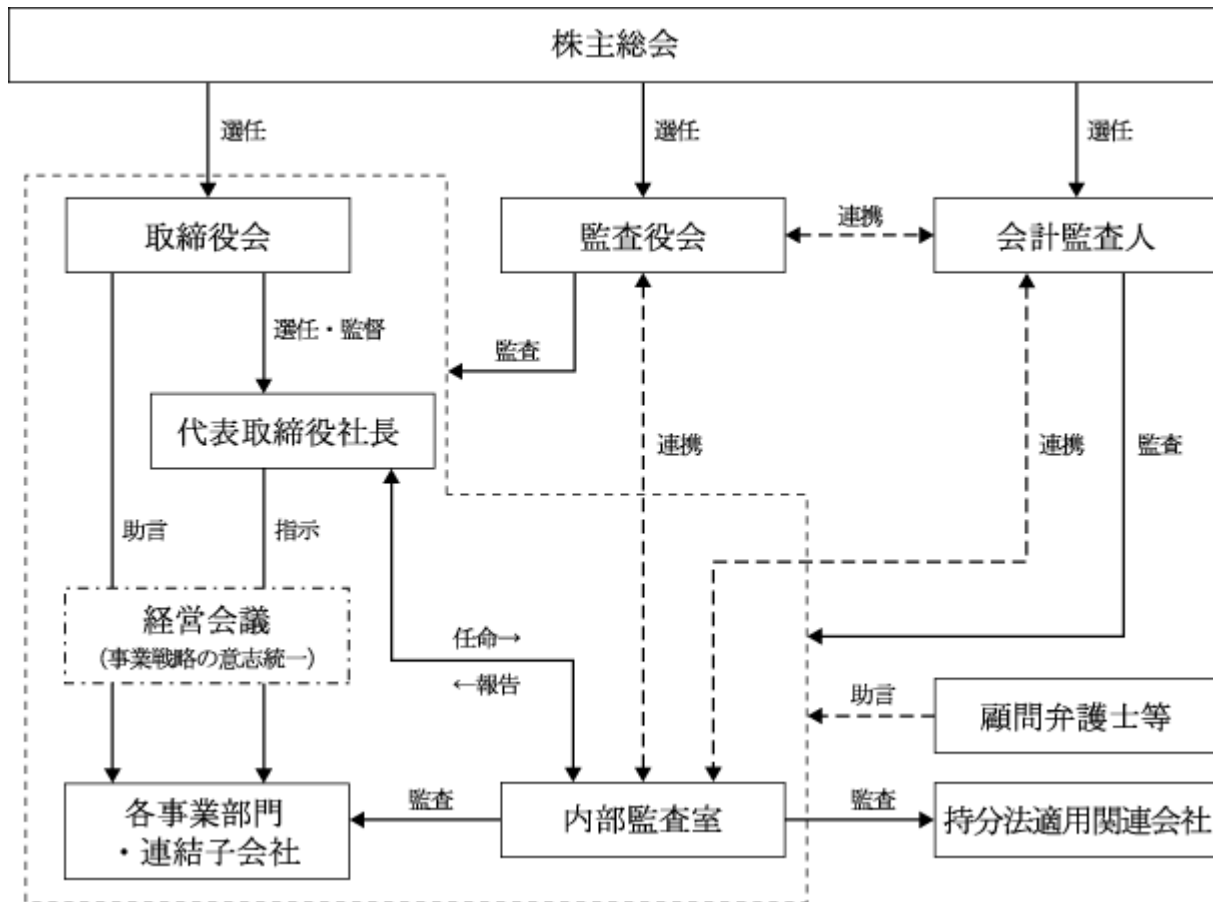 株主総会
選任
選任
選任
取締役会
監査役会
連携
会計監査人
選任・監督
監査
代表取締役社長
連携
連携
監査
助言
指示
経営会議
(事業戦略の意志統一)
任命→
←報告
助言
顧問弁護士等
各事業部門
・連結子会社
監査
内部監査室
監査
持分法適用関連会社